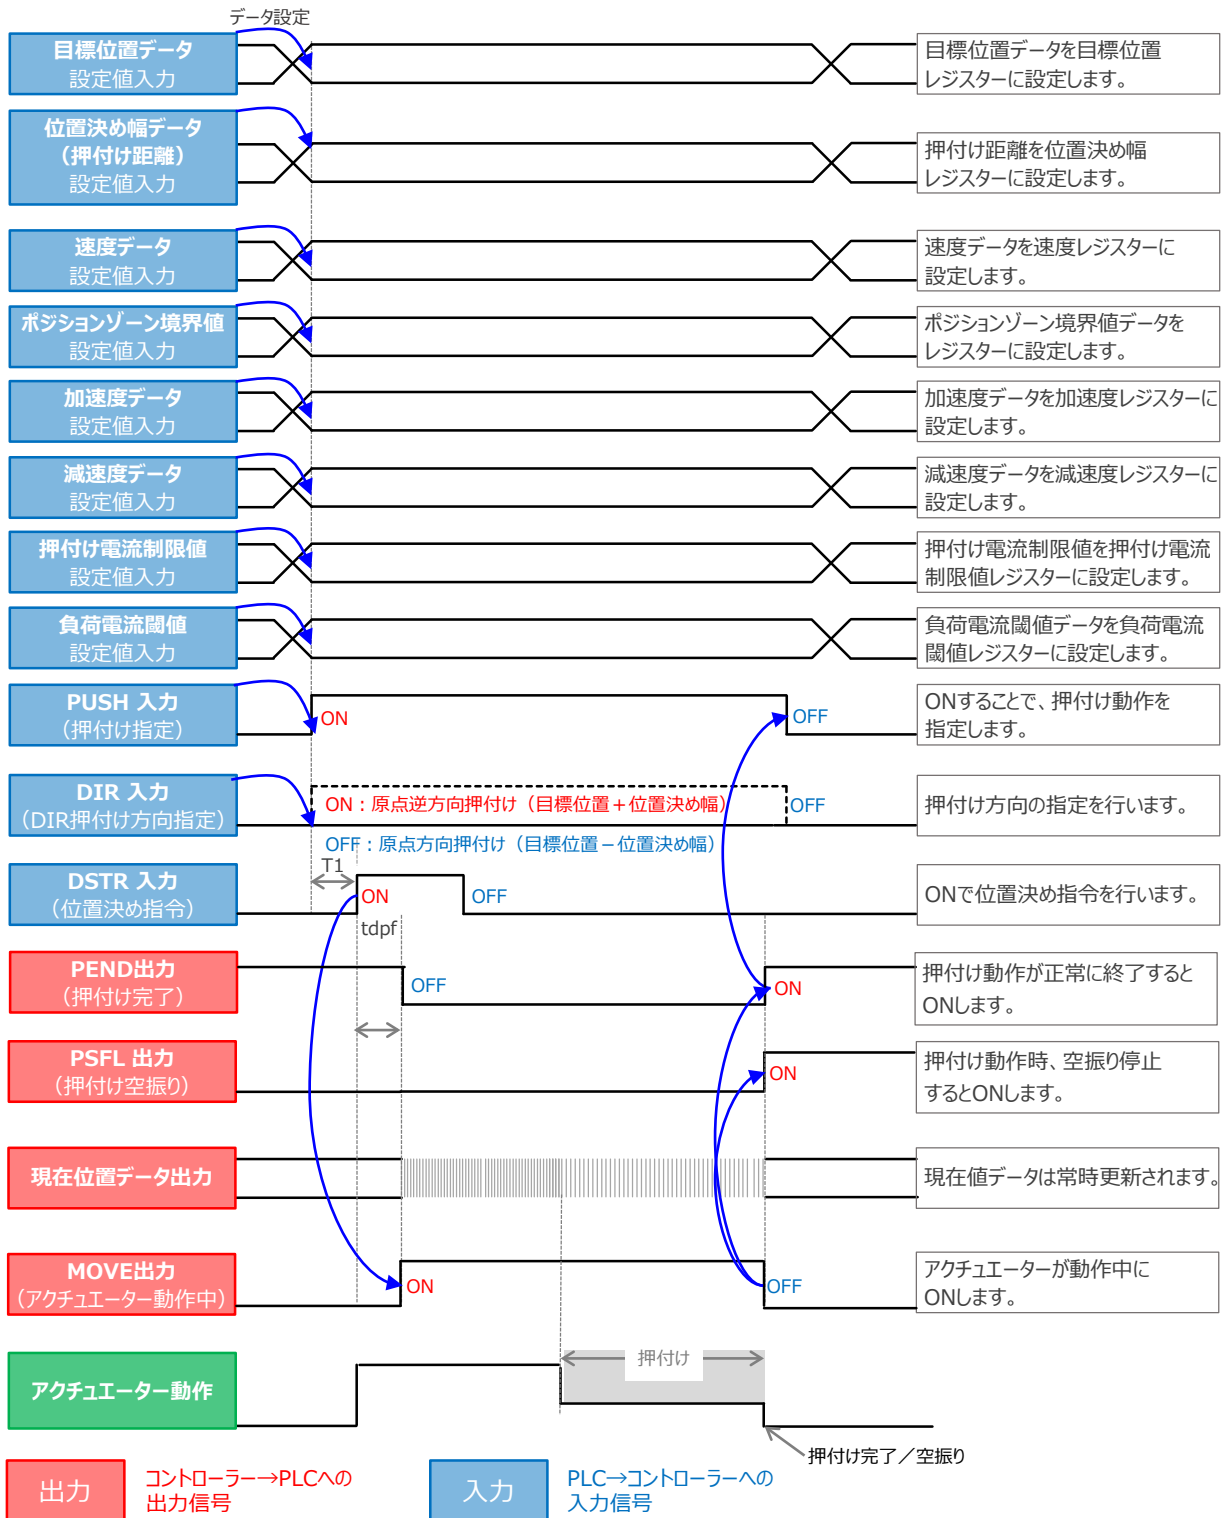 データ設定
目標位置データ
設定値入力
目標位置データを目標位置
レジスターに設定します。
位置決め幅データ
（押付け距離）
設定値入力
押付け距離を位置決め幅
レジスターに設定します。
速度データ
設定値入力
速度データを速度レジスターに
設定します。
ポジションゾーン境界値
設定値入力
ポジションゾーン境界値データを
レジスターに設定します。
加速度データ
設定値入力
加速度データを加速度レジスターに
設定します。
減速度データ
設定値入力
減速度データを減速度レジスターに
設定します。
押付け電流制限値
設定値入力
押付け電流制限値を押付け電流
制限値レジスターに設定します。
負荷電流閾値
設定値入力
負荷電流閾値データを負荷電流
閾値レジスターに設定します。
PUSH 入力
（押付け指定）
ON
OFF
ONすることで、押付け動作を
指定します。
DIR 入力
（DIR押付け方向指定）
ON：原点逆方向押付け（目標位置＋位置決め幅）
OFF
OFF：原点方向押付け（目標位置－位置決め幅）
押付け方向の指定を行います。
T1
DSTR 入力
（位置決め指令）
ON
OFF
ONで位置決め指令を行います。
tdpf
PEND出力
（押付け完了）
OFF
ON
押付け動作が正常に終了すると
ONします。
PSFL 出力
（押付け空振り）
ON
押付け動作時、空振り停止
するとONします。
現在位置データ出力
現在値データは常時更新されます。
MOVE出力
（アクチュエーター動作中）
ON
OFF
アクチュエーターが動作中に
ONします。
アクチュエーター動作
押付け
押付け完了／空振り
出力
コントローラー→PLCへの
出力信号
入力
PLC→コントローラーへの
入力信号